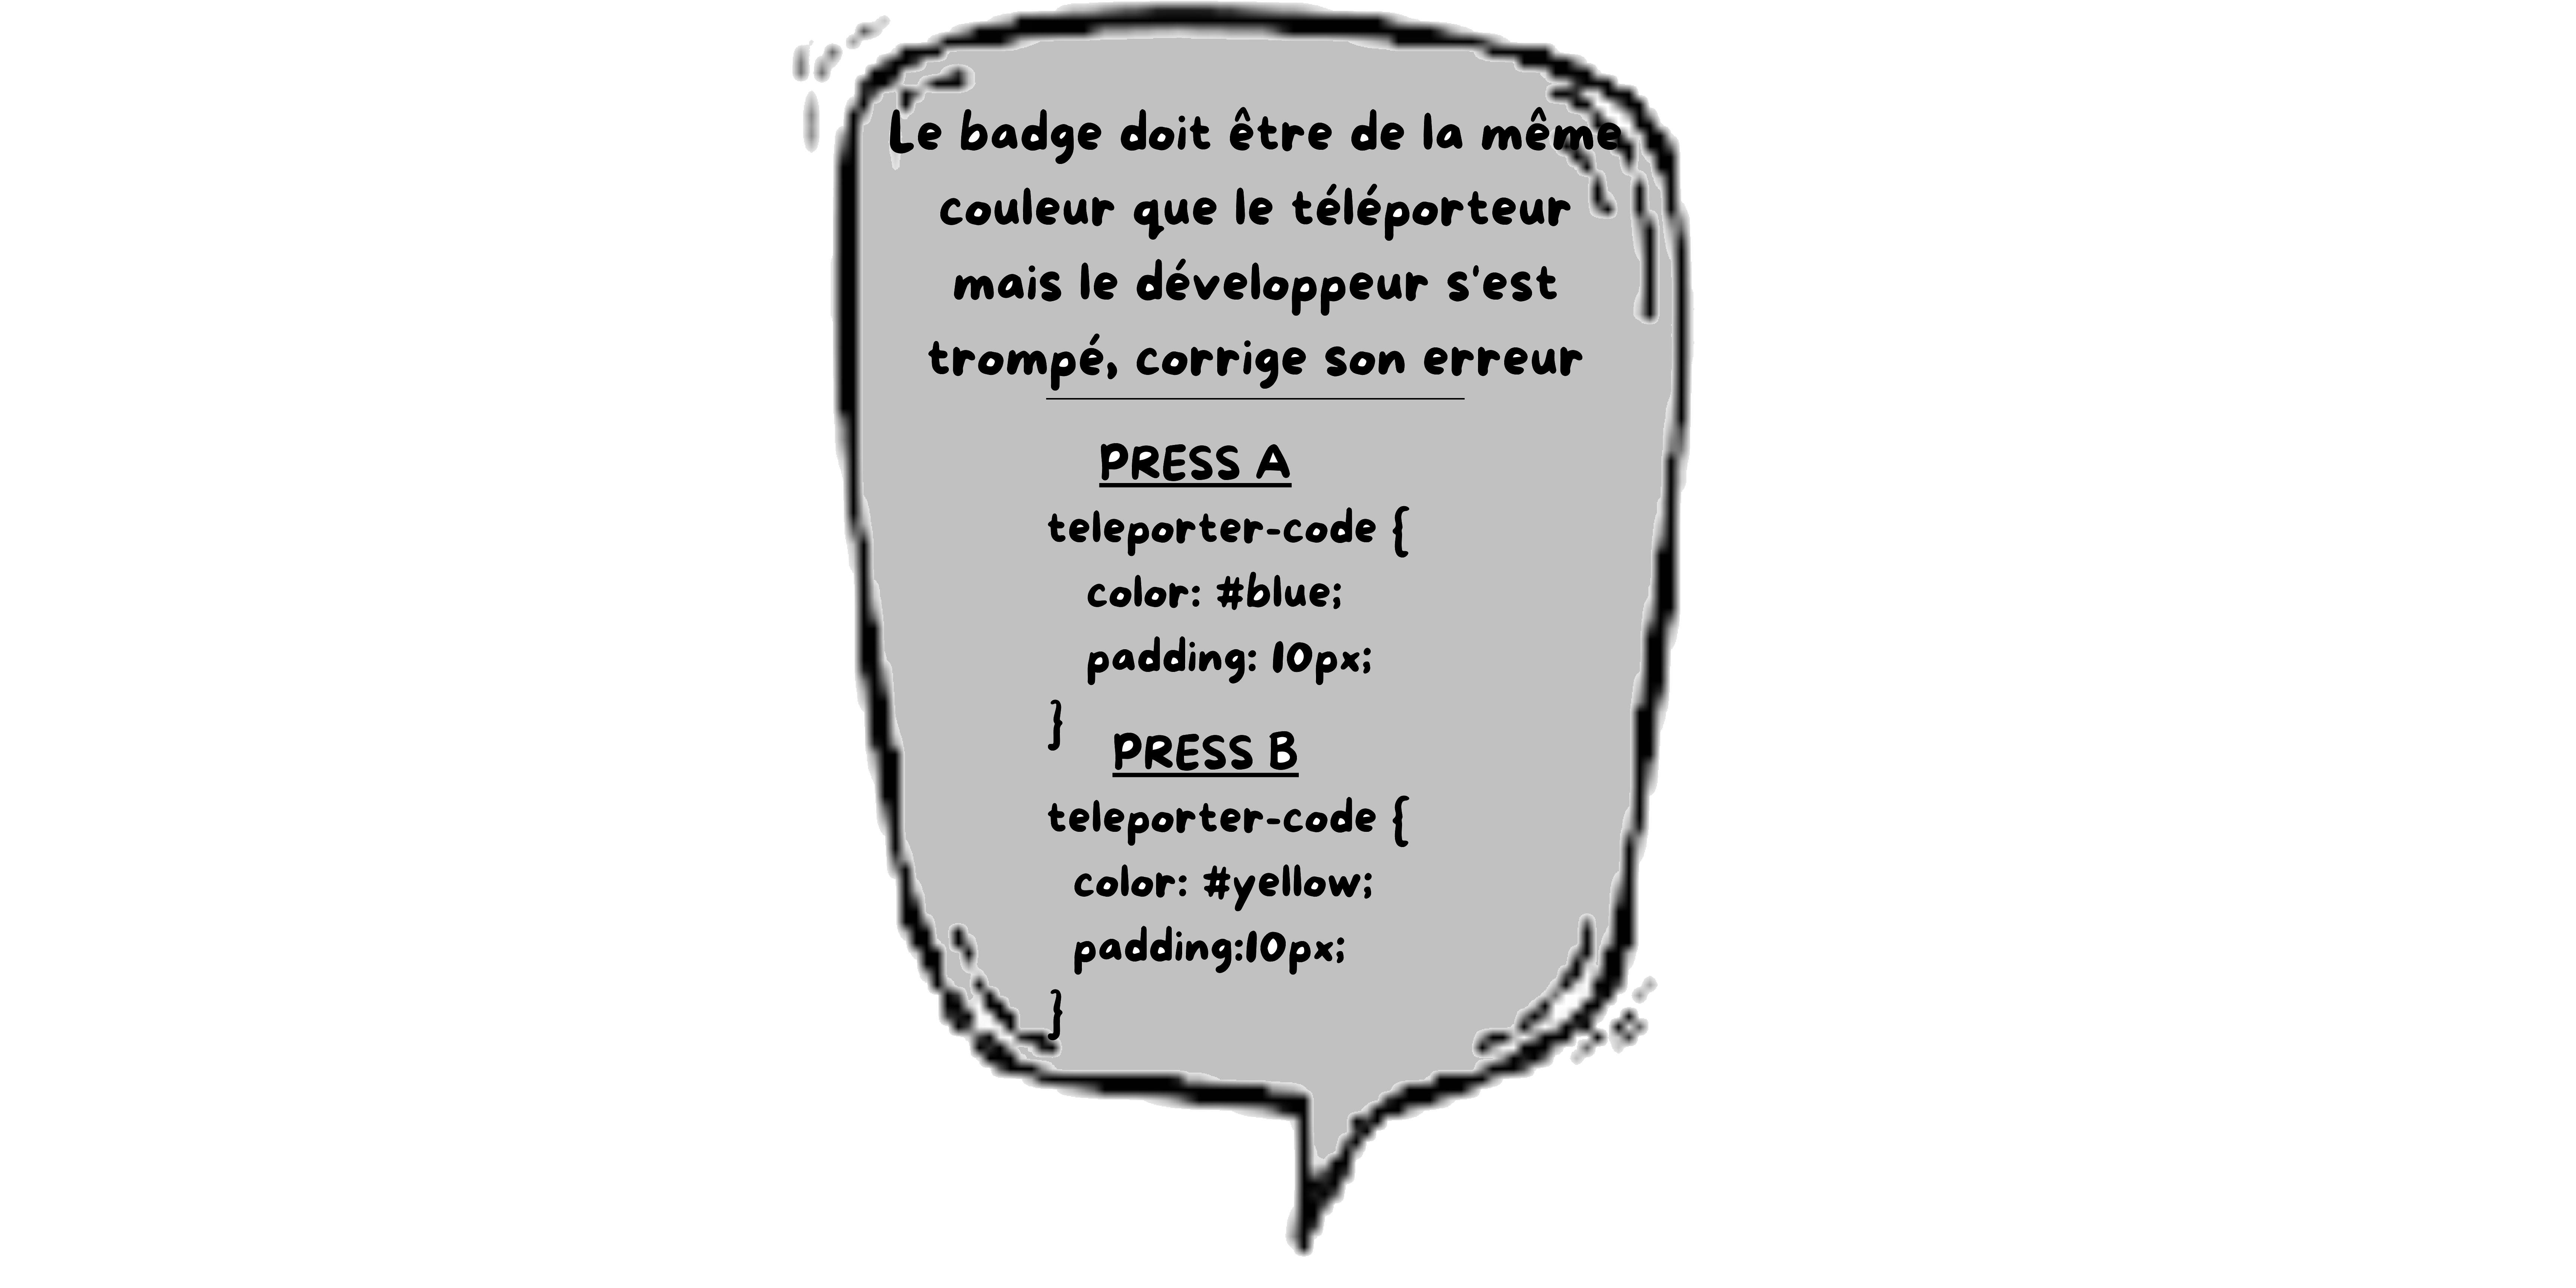 Le badge doit être de la même
couleur que le téléporteur
mais le développeur s'est
trompé, corrige son erreur
PRESS A
teleporter-code {
color: #blue;
padding: 10px;
}
PRESS B
teleporter-code {
color: #yellow;
padding:10px;
}